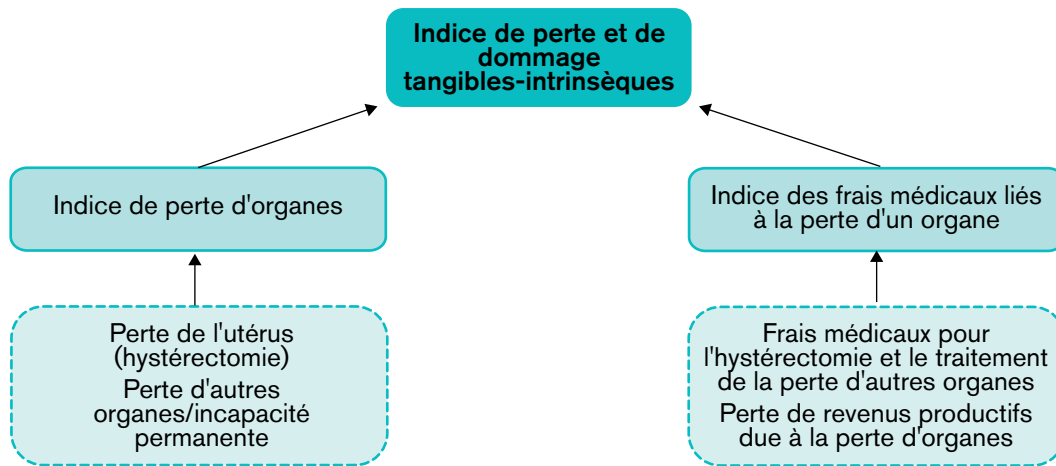 Indice de perte et de
dommage
tangibles-intrinsèques
Indice de perte d'organes
Indice des frais médicaux liés
à la perte d'un organe
Perte de l'utérus
(hystérectomie)
Perte d'autres
organes/incapacité
permanente
Frais médicaux pour
l'hystérectomie et le traitement
de la perte d'autres organes
Perte de revenus productifs
due à la perte d'organes